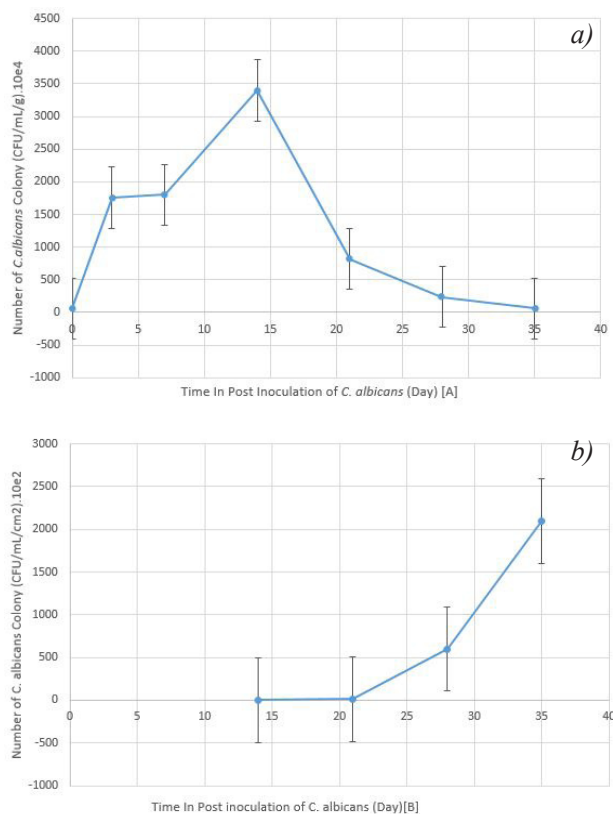 a)
4500
4000
3500
3000
2500
2000
1500
1000
500
0
-500
-1000
0 5 10 15 20 25 30 35 40
Number of C.albicans Colony (CFU/mL/g).10e4
Time In Post Inoculation of C. albicans (Day) [A]
b)
3000
2500
2000
1500
1000
500
0
-500
-1000
0 5 10 15 20 25 30 35 40
Number of C. albicans Colony (CFU/mL/cm2).10e2
Time In Post inoculation of C. albicans (Day)[B]